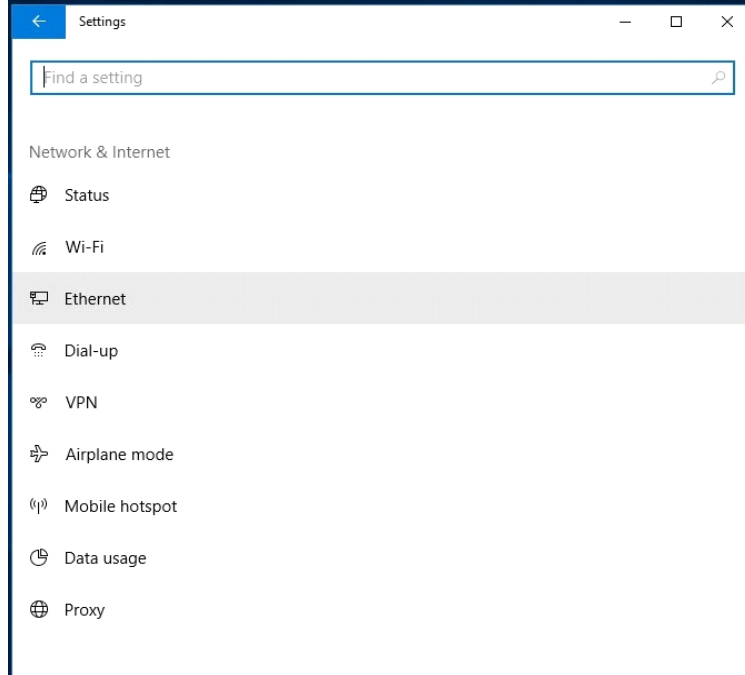 Settings
Find a setting
Network & Internet
Status
Wi-Fi
Ethernet
Dial-up
VPN
Airplane mode
Mobile hotspot
Data usage
Proxy